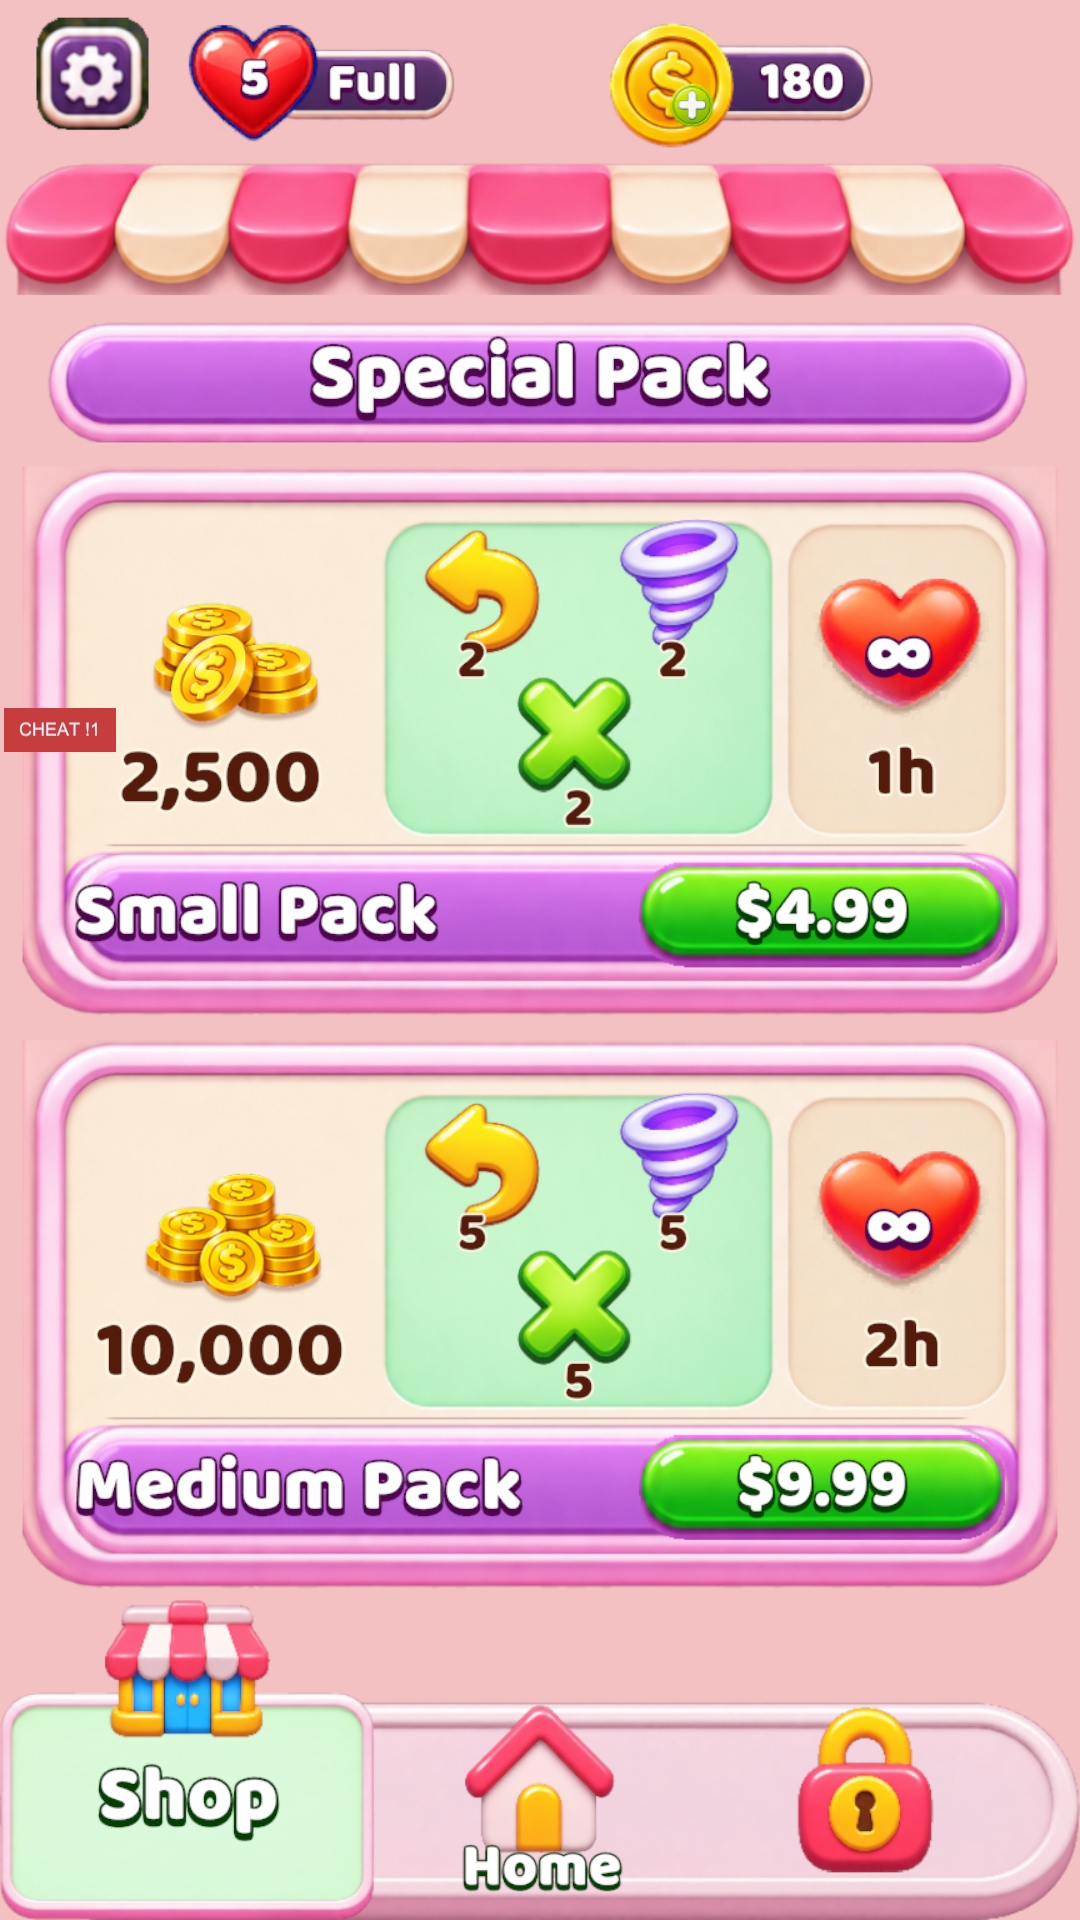 5 Full
180
Special Pack
2 2
2
∞
CHEAT !1
2,500
1h
Small Pack
$4.99
5 5
5
∞
10,000
2h
Medium Pack
$9.99
Shop
Home